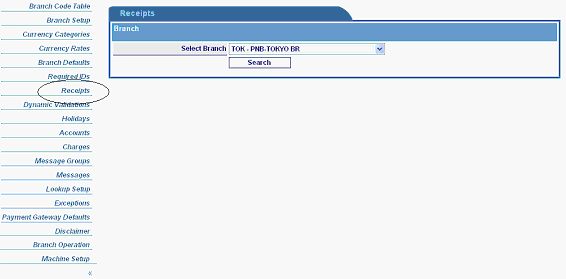 Branch Code Table
Branch Setup
Currency Categories
Currency Rates
Branch Defaults
Required IDs
Receipts
Dynamic Validations
Holidays
Accounts
Charges
Message Groups
Messages
Lookup Setup
Exceptions
Payment Gateway Defaults
Disclaimer
Branch Operation
Machine Setup
«
Receipts
Branch
Select Branch TOK - PNB-TOKYO BR
Search